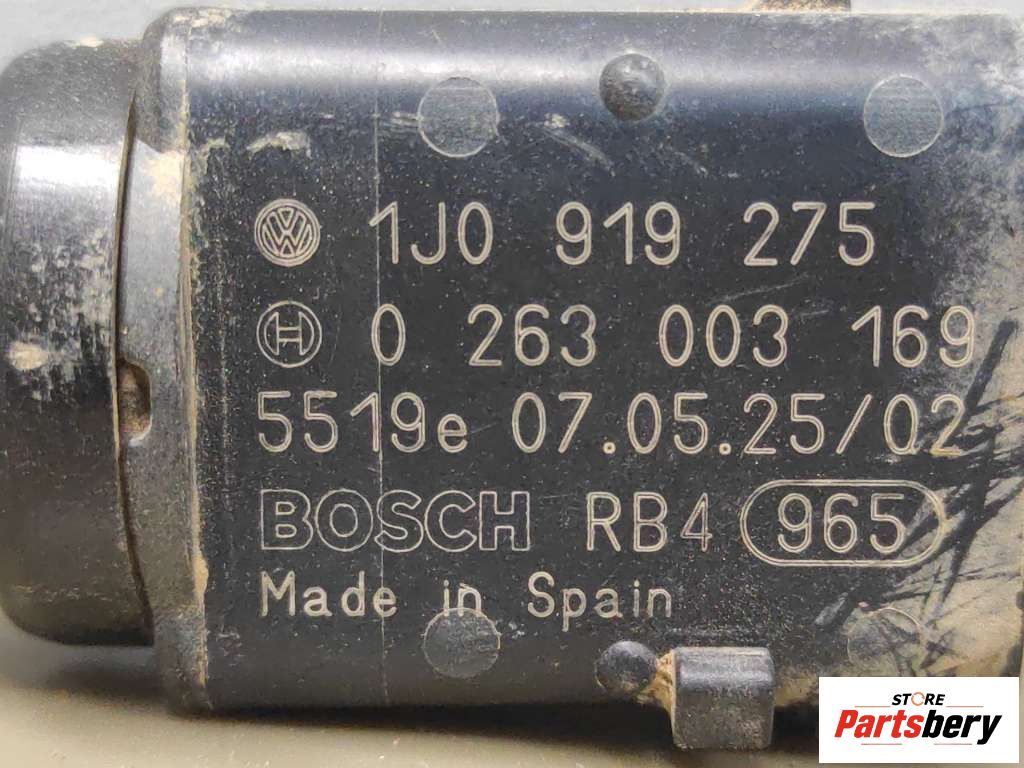 1J0 919 275
0 263 003 169
5519e 07.05.25/02
BOSCH RB4 965
Made in Spain
STORE
Partsbery